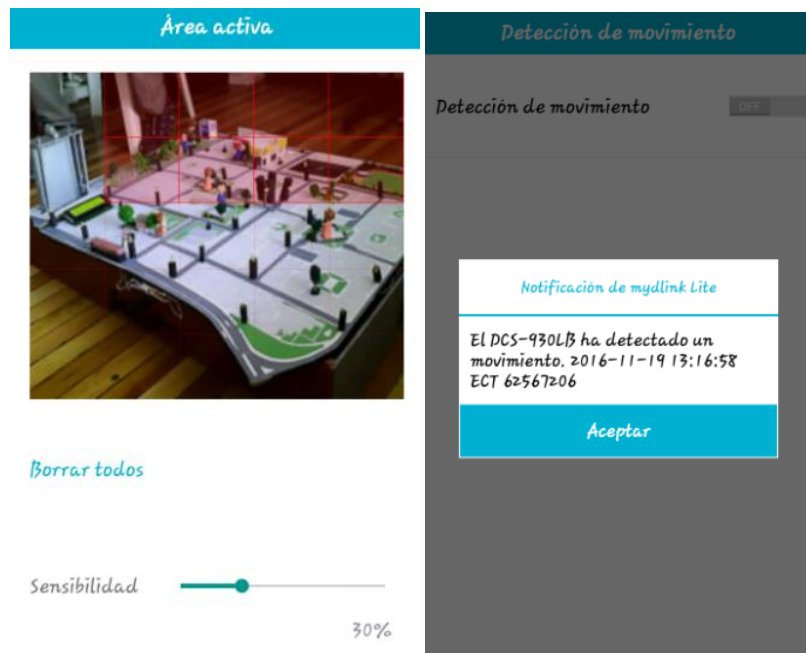 Área activa
Borrar todos
Sensibilidad
30%
Detección de movimiento
Detección de movimiento
OFF
Notificación de mydlink Lite
El DCS-930LB ha detectado un
movimiento. 2016-11-19 13:16:58
ECT 62567206
Aceptar